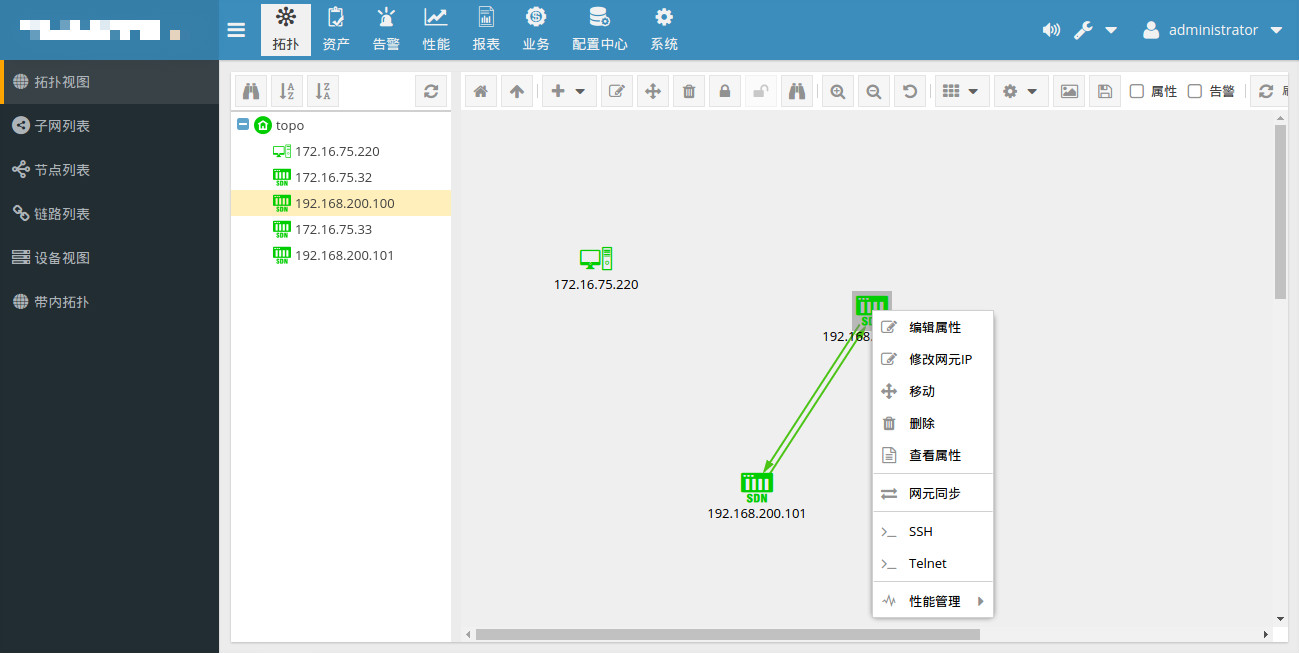 拓扑
资产
告警
性能
报表
业务
配置中心
系统
administrator
拓扑视图
子网列表
节点列表
链路列表
设备视图
带内拓扑
属性
告警
topo
172.16.75.220
172.16.75.32
192.168.200.100
172.16.75.33
192.168.200.101
172.16.75.220
SDN
192.168.200.101
编辑属性
修改网元IP
移动
删除
查看属性
网元同步
SSH
Telnet
性能管理